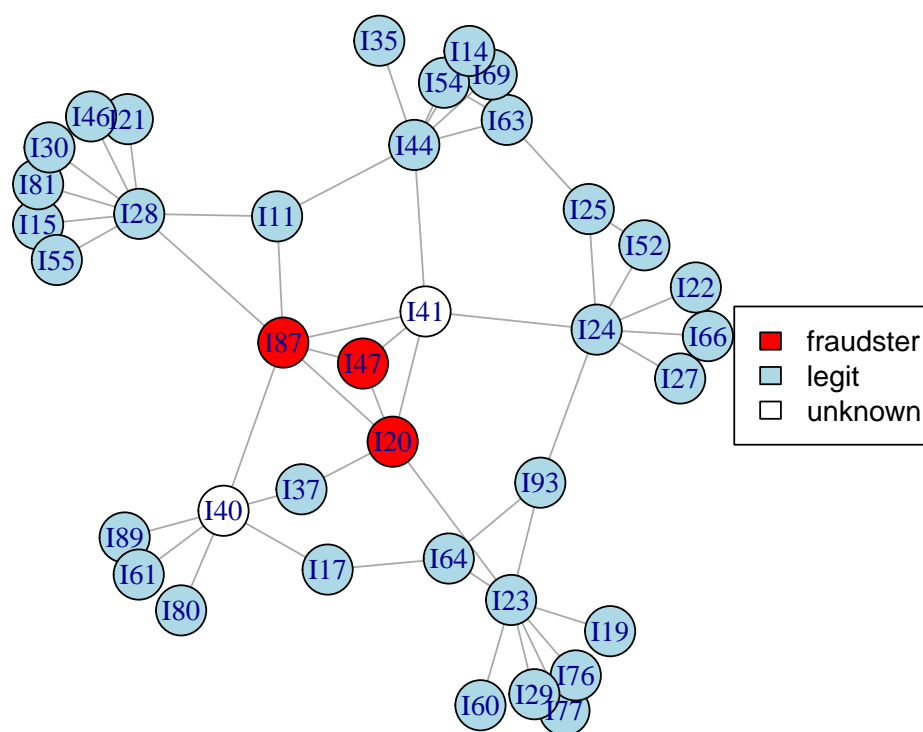 I35
I14
I54
I69
I46
I21
I63
I44
I30
I81
I15
I28
I11
I25
I55
I52
I22
I41
I24
I66
I87
I47
I27
fraudster
legit
unknown
I20
I37
I93
I40
I89
I64
I61
I17
I80
I23
I19
I76
I29
I60
I77